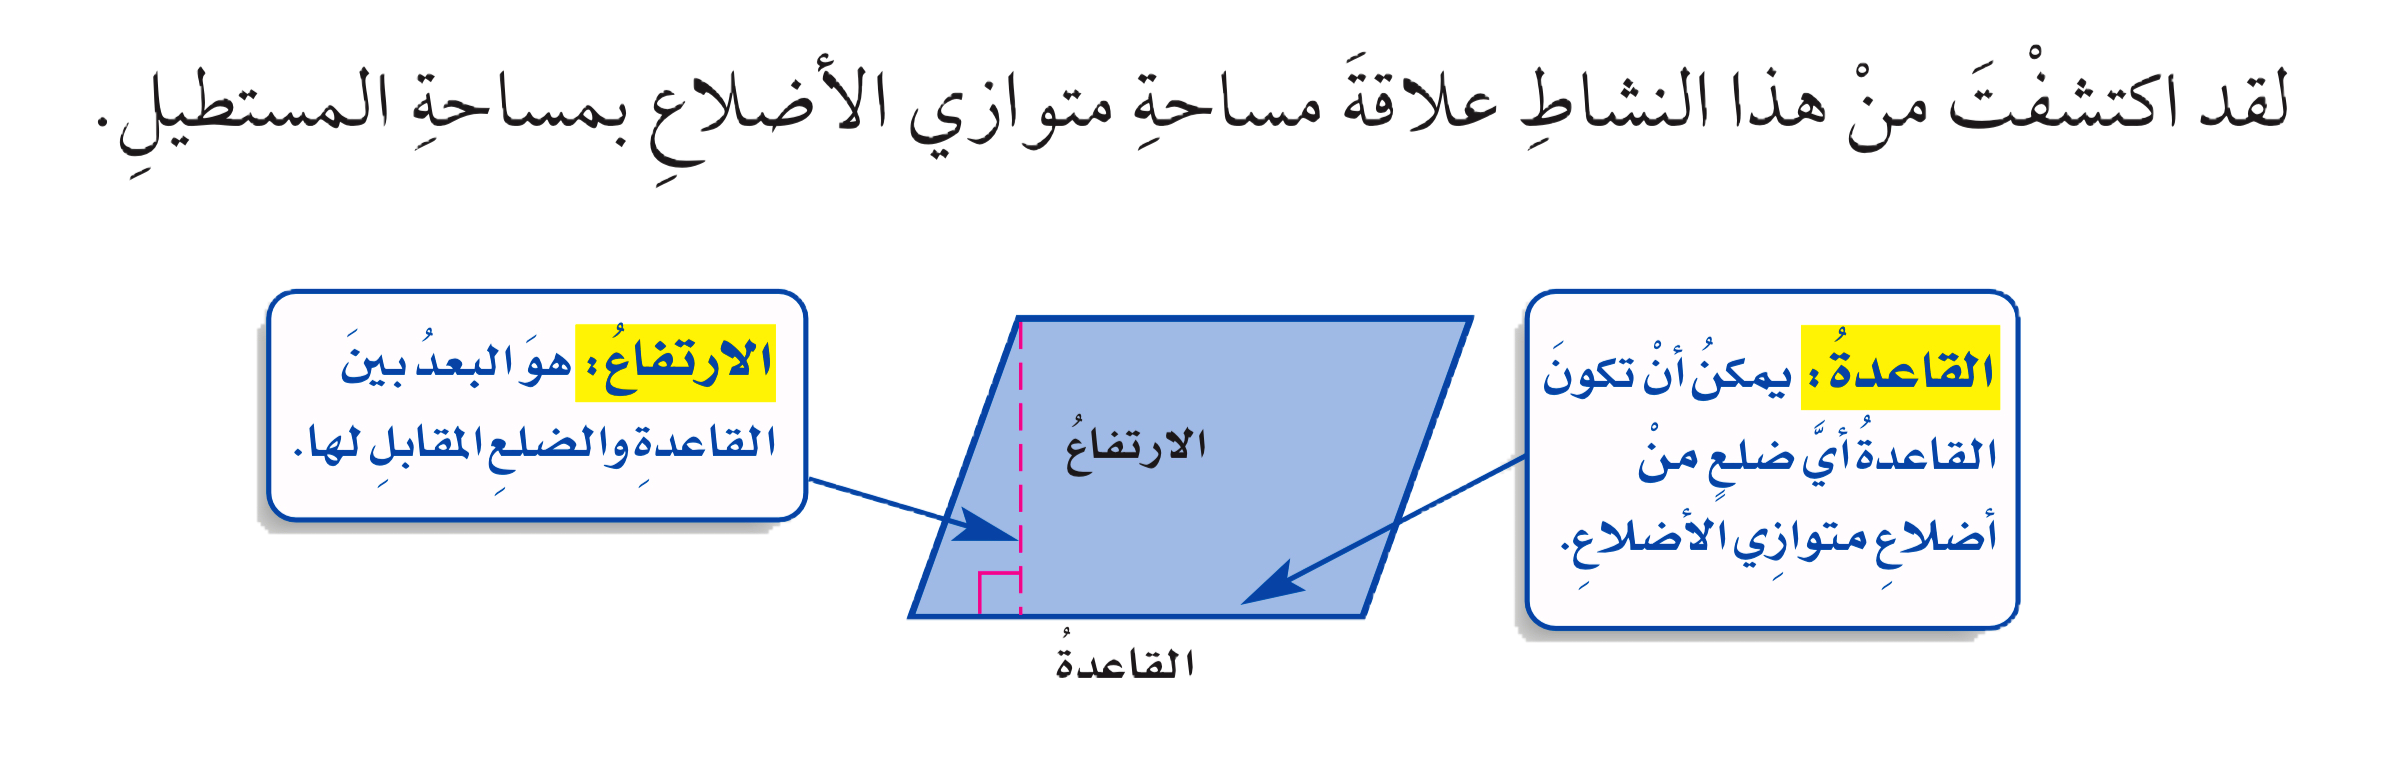 لقد اكتشفْتَ منْ هذا النشاطِ علاقةَ مساحةِ متوازي الأضلاعِ بمساحةِ المستطيلِ.
القاعدةُ: يمكنُ أنْ تكونَ
القاعدةُ أيَّ ضلعٍ منْ
أضلاعِ متوازِي الأضلاعِ.
الارتفاعُ
القاعدةُ
الارتفاعُ: هوَ البعدُ بينَ
القاعدةِ والضلعِ المقابلِ لها.